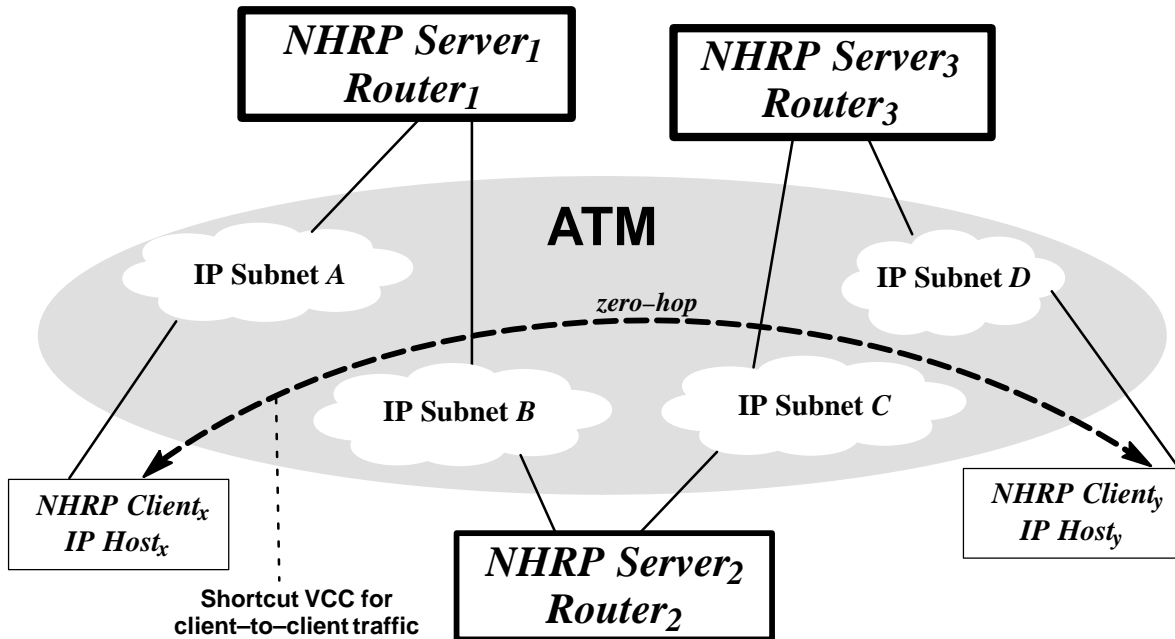 NHRP Server1
Router1
NHRP Server3
Router3
ATM
IP Subnet A
IP Subnet D
zero–hop
IP Subnet B
IP Subnet C
NHRP Clientx
IP Hostx
NHRP Clienty
IP Hosty
NHRP Server2
Router2
Shortcut VCC for
client–to–client traffic